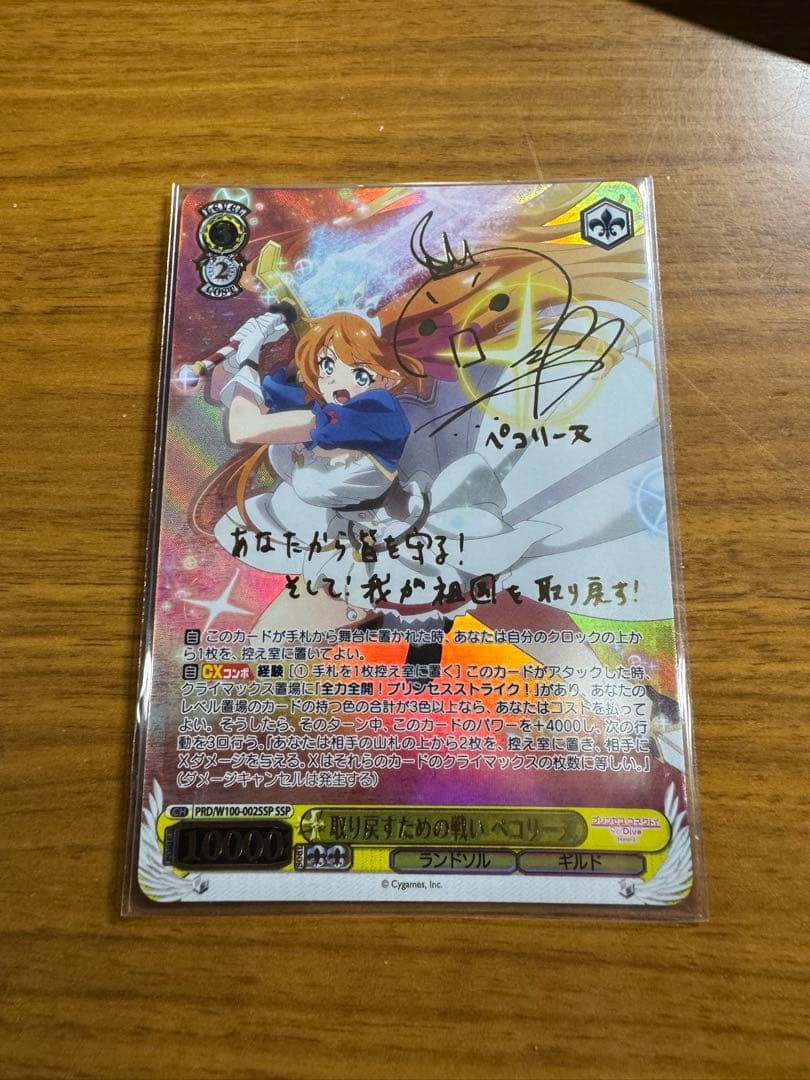 3
2
ペコリーヌ
あなたから皆を守る!
そして!我が祖国を取り戻す!
自 このカードが手札から舞台に置かれた時、あなたは自分のクロックの上か
ら1枚を、控え室に置いてよい。
自 CXコンボ 経験 [① 手札を1枚控え室に置く] このカードがアタックした時、
クライマックス置場に「全力全開!プリンセスストライク!」があり、あなたの
レベル置場のカードの持つ色の合計が3色以上なら、あなたはコストを払って
よい。そうしたら、そのターン中、このカードのパワーを+4000し、次の行
動を3回行う。『あなたは相手の山札の上から2枚を、控え室に置き、相手に
Xダメージを与える。Xはそれらのカードのクライマックスの枚数に等しい。』
(ダメージキャンセルは発生する)
CH PRD/W100-002SSP SSP
取り戻すための戦い ペコリーヌ
プリンセスコネクト!
Re:Dive
10000
ランドソル
ギルド
© Cygames, Inc.